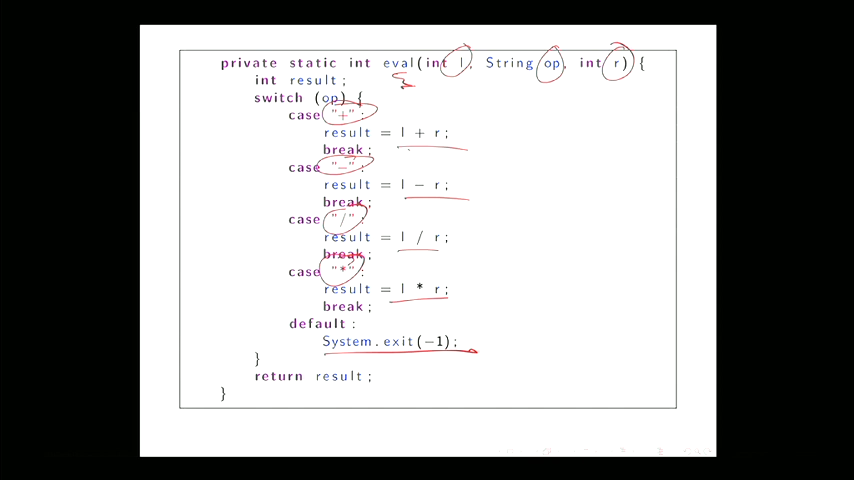 private static int eval(int l, String op, int r) {
int result;
switch (op) {
case "+":
result = l + r;
break;
case "-":
result = l - r;
break;
case "/":
result = l / r;
break;
case "*":
result = l * r;
break;
default:
System.exit(-1);
}
return result;
}